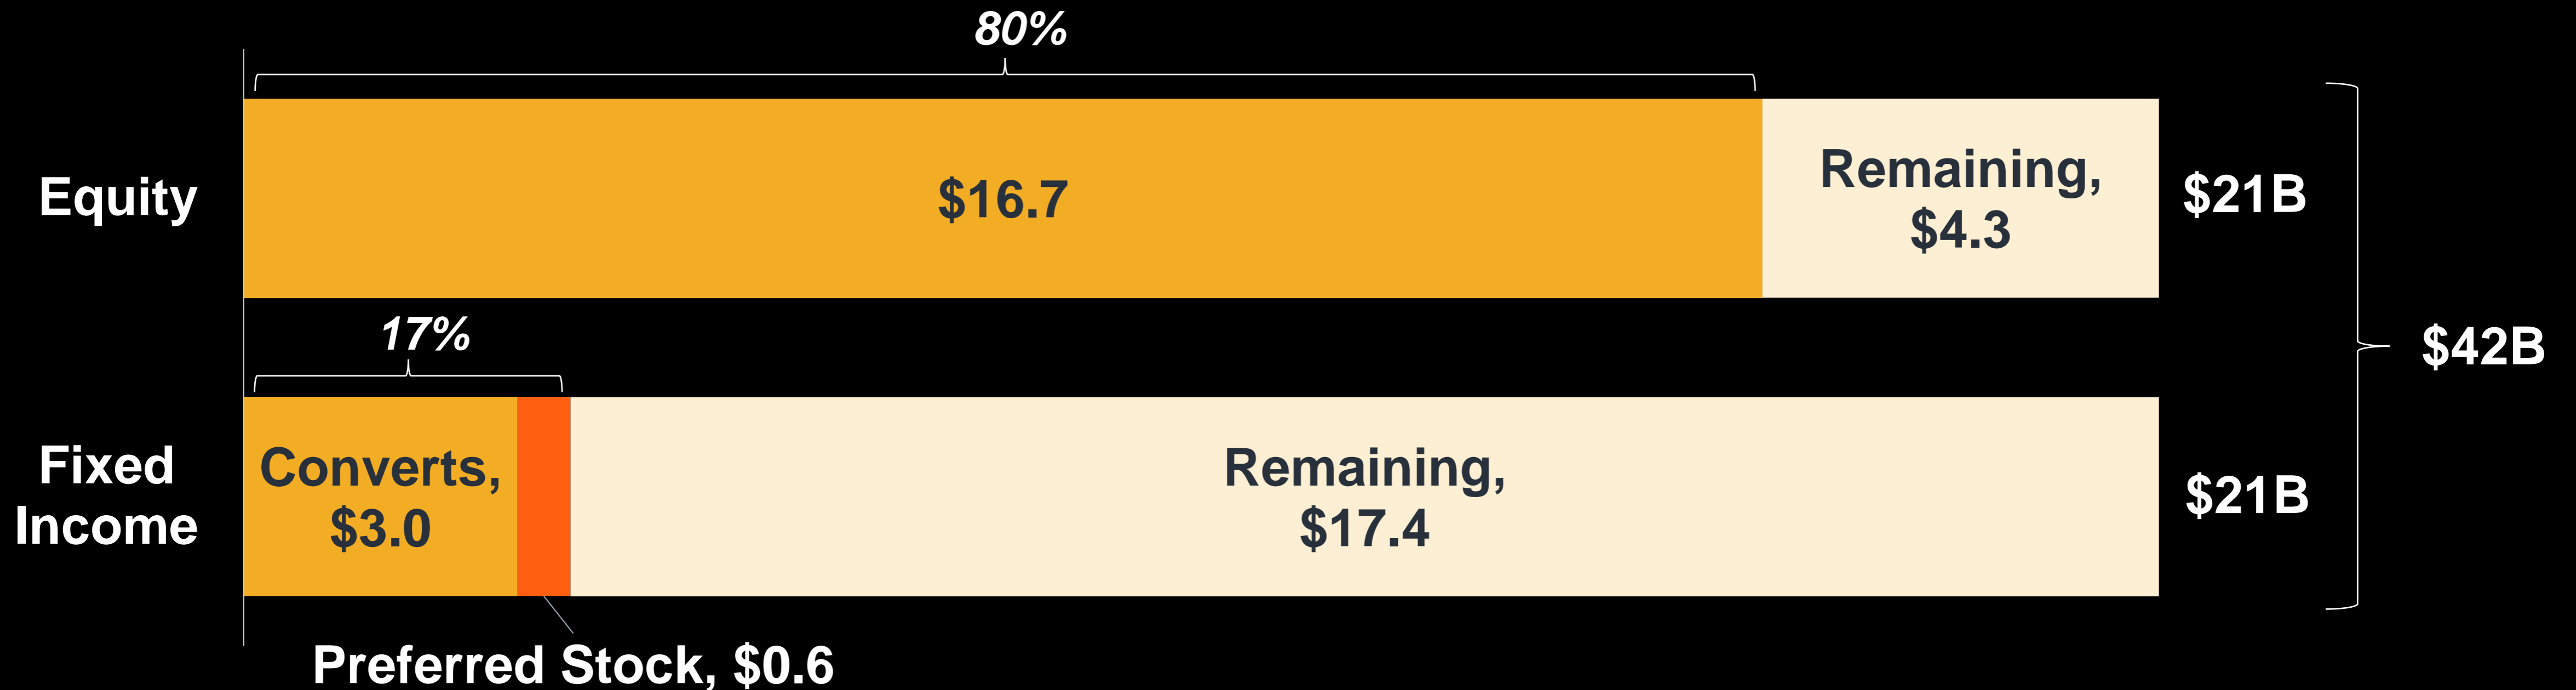 80%
Equity
$16.7
Remaining,
$4.3
$21B
$42B
17%
Fixed
Income
Converts,
$3.0
Remaining,
$17.4
$21B
Preferred Stock, $0.6